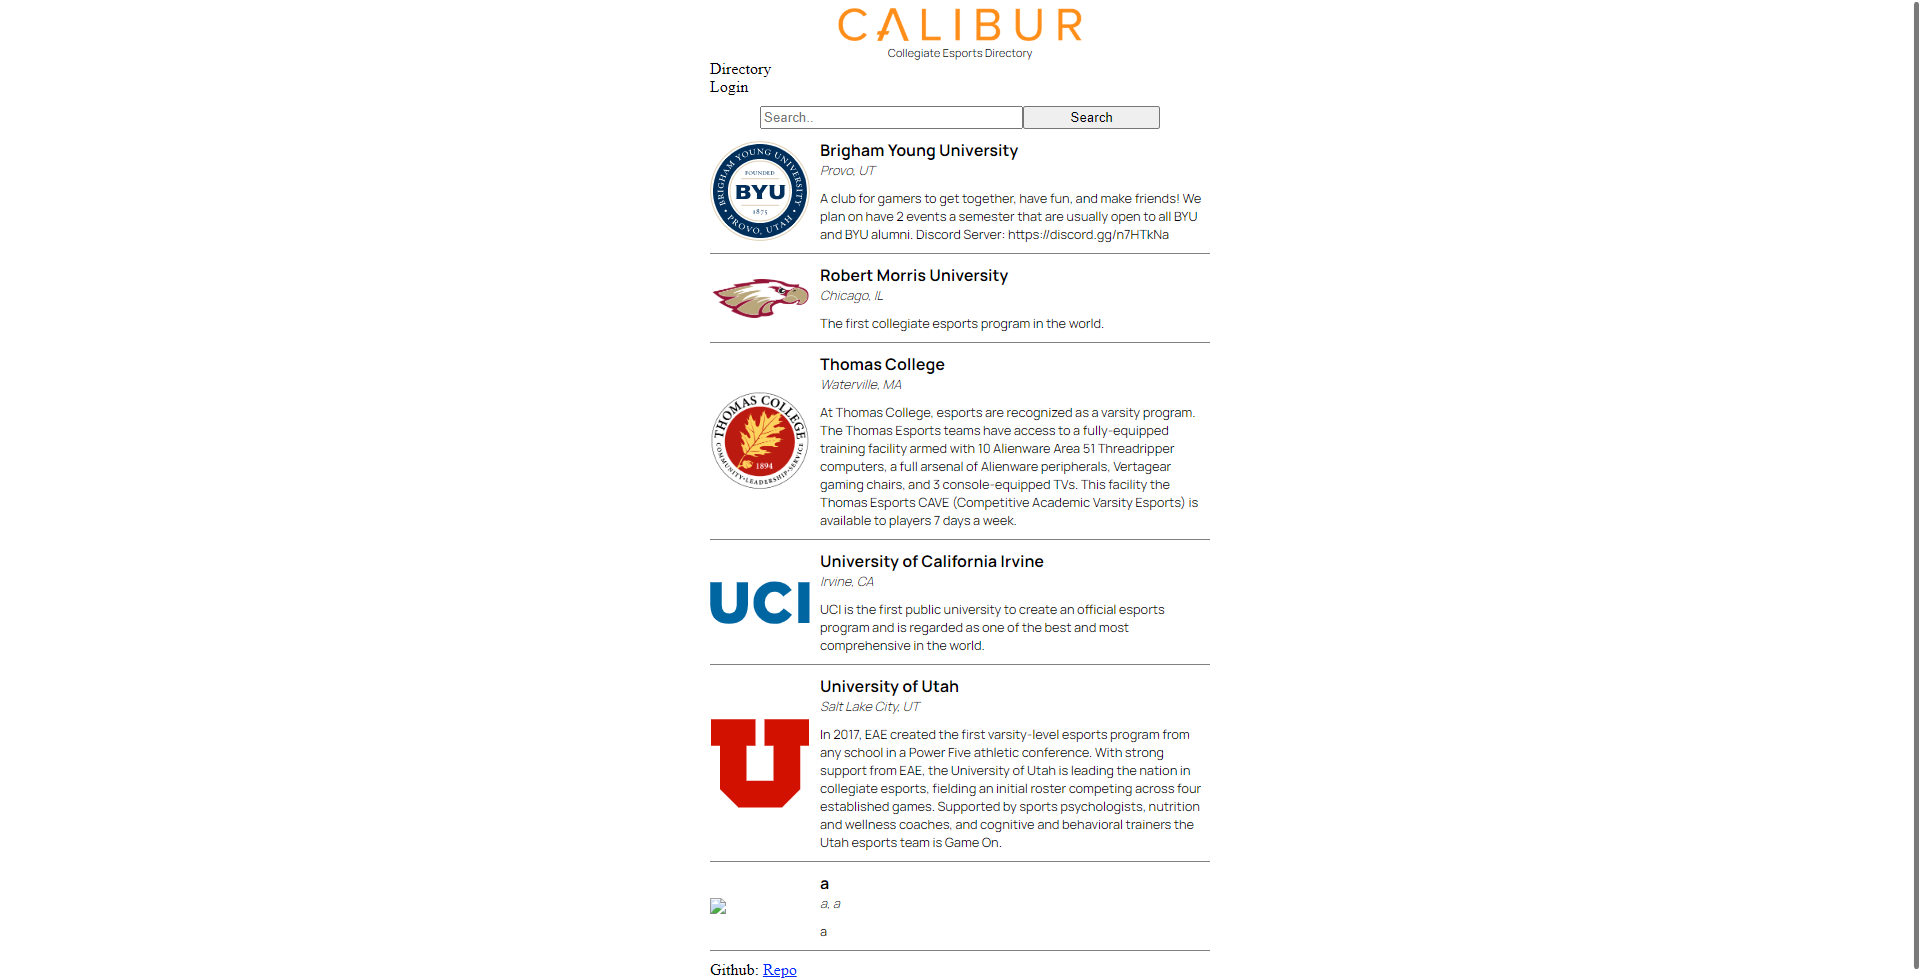 CALIBUR
Collegiate Esports Directory
Directory
Login
Search..
Search
BRIGHAM YOUNG UNIVERSITY
FOUNDED
BYU
1875
PROVO, UTAH
Brigham Young University
Provo, UT
A club for gamers to get together, have fun, and make friends! We
plan on have 2 events a semester that are usually open to all BYU
and BYU alumni. Discord Server: https://discord.gg/n7HTkNa
Robert Morris University
Chicago, IL
The first collegiate esports program in the world.
THOMAS COLLEGE
1894
COMMUNITY•LEADERSHIP•SERVICE
Thomas College
Waterville, MA
At Thomas College, esports are recognized as a varsity program.
The Thomas Esports teams have access to a fully-equipped
training facility armed with 10 Alienware Area 51 Threadripper
computers, a full arsenal of Alienware peripherals, Vertagear
gaming chairs, and 3 console-equipped TVs. This facility the
Thomas Esports CAVE (Competitive Academic Varsity Esports) is
available to players 7 days a week.
UCI
University of California Irvine
Irvine, CA
UCI is the first public university to create an official esports
program and is regarded as one of the best and most
comprehensive in the world.
U
University of Utah
Salt Lake City, UT
In 2017, EAE created the first varsity-level esports program from
any school in a Power Five athletic conference. With strong
support from EAE, the University of Utah is leading the nation in
collegiate esports, fielding an initial roster competing across four
established games. Supported by sports psychologists, nutrition
and wellness coaches, and cognitive and behavioral trainers the
Utah esports team is Game On.
a
a, a
a
Github: Repo